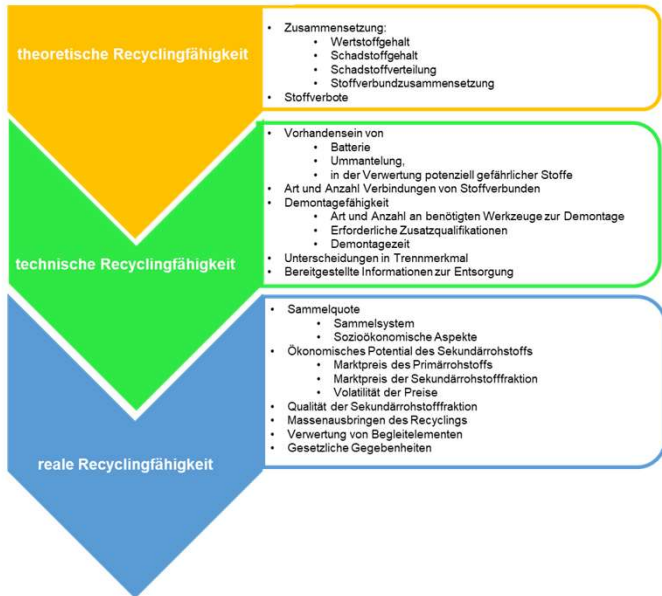 theoretische Recyclingfähigkeit
• Zusammensetzung:
• Wertstoffgehalt
• Schadstoffgehalt
• Schadstoffverteilung
• Stoffverbundzusammensetzung
• Stoffverbote
technische Recyclingfähigkeit
• Vorhandensein von
• Batterie
• Ummantelung,
• in der Verwertung potenziell gefährlicher Stoffe
• Art und Anzahl Verbindungen von Stoffverbunden
• Demontagefähigkeit
• Art und Anzahl an benötigten Werkzeuge zur Demontage
• Erforderliche Zusatzqualifikationen
• Demontagezeit
• Unterscheidungen in Trennmerkmal
• Bereitgestellte Informationen zur Entsorgung
reale Recyclingfähigkeit
• Sammelquote
• Sammelsystem
• Sozioökonomische Aspekte
• Ökonomisches Potential des Sekundärrohstoffs
• Marktpreis des Primärrohstoffs
• Marktpreis der Sekundärrohstofffraktion
• Volatilität der Preise
• Qualität der Sekundärrohstofffraktion
• Massenausbringen des Recyclings
• Verwertung von Begleitelementen
• Gesetzliche Gegebenheiten